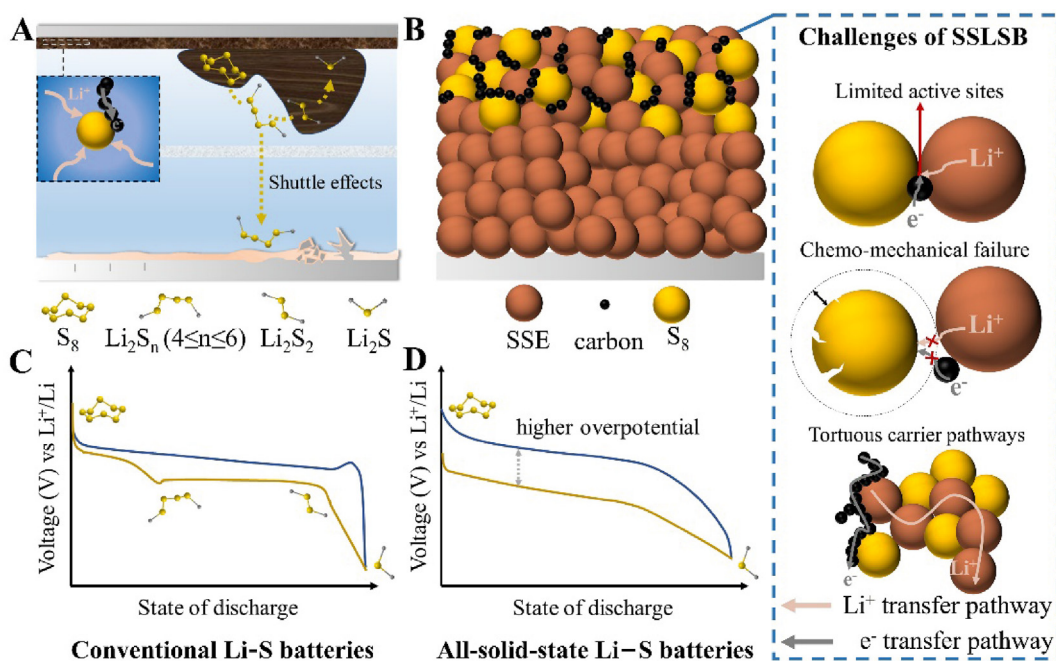 A
Li⁺
Shuttle effects
S₈
Li₂Sₙ (4≤n≤6)
Li₂S₂
Li₂S
B
SSE
carbon
S₈
C
Voltage (V) vs Li⁺/Li
State of discharge
Conventional Li-S batteries
D
Voltage (V) vs Li⁺/Li
higher overpotential
State of discharge
All-solid-state Li−S batteries
Challenges of SSLSB
Limited active sites
Li⁺
e⁻
Chemo-mechanical failure
Li⁺
e⁻
Tortuous carrier pathways
e⁻
Li⁺
Li⁺ transfer pathway
e⁻ transfer pathway